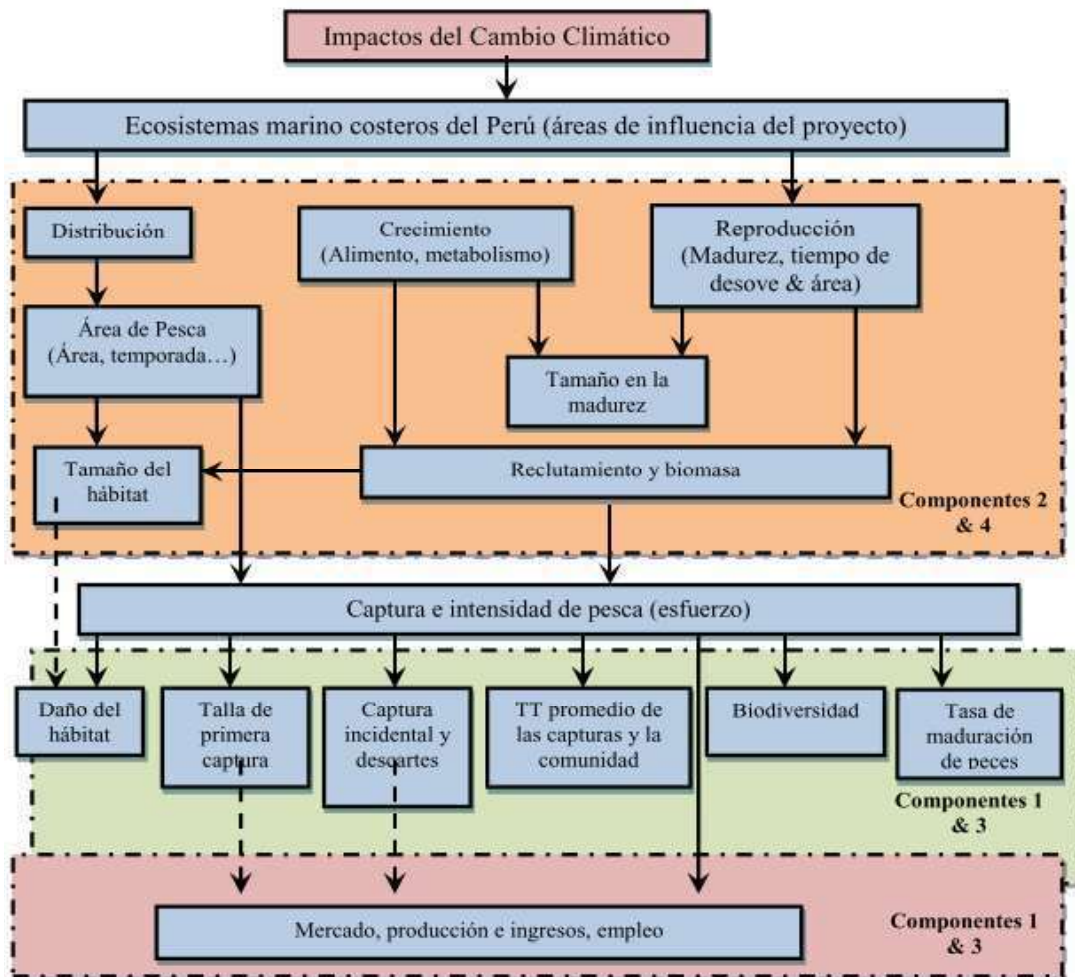 Impactos del Cambio Climático
Ecosistemas marino costeros del Perú (áreas de influencia del proyecto)
Distribución
Crecimiento
(Alimento, metabolismo)
Reproducción
(Madurez, tiempo de
desove & área)
Área de Pesca
(Área, temporada…)
Tamaño en la
madurez
Tamaño del
hábitat
Reclutamiento y biomasa
Componentes 2
& 4
Captura e intensidad de pesca (esfuerzo)
Daño del
hábitat
Talla de
primera
captura
Captura
incidental y
descartes
TT promedio de
las capturas y la
comunidad
Biodiversidad
Tasa de
maduración
de peces
Componentes 1
& 3
Mercado, producción e ingresos, empleo
Componentes 1
& 3